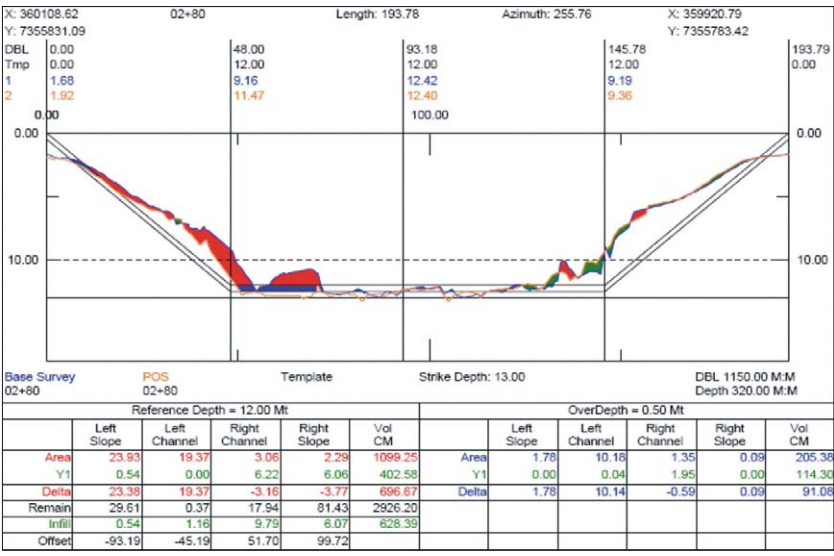 X: 360108.62 02+80 Length: 193.78 Azimuth: 255.76 X: 359920.79
Y: 7355831.09 Y: 7355783.42
DBL 0.00 48.00 93.18 145.78 193.79
Tmp 0.00 12.00 12.00 12.00 0.00
1 1.68 9.16 12.42 9.19
2 1.92 11.47 12.40 9.36
0.00 100.00
0.00 0.00
10.00 10.00
Base Survey POS Template Strike Depth: 13.00 DBL 1150.00 M:M
02+80 02+80 Depth 320.00 M:M
Reference Depth = 12.00 Mt OverDepth = 0.50 Mt
Left Slope Left Channel Right Channel Right Slope Vol CM Left Slope Left Channel Right Channel Right Slope Vol CM
Area 23.93 19.37 3.06 2.29 1099.25 Area 1.78 10.18 1.35 0.09 205.38
Y1 0.54 0.00 6.22 6.06 402.58 Y1 0.00 0.04 1.95 0.00 114.30
Delta 23.38 19.37 -3.16 -3.77 696.67 Delta 1.78 10.14 -0.59 0.09 91.08
Remain 29.61 0.37 17.94 81.43 2926.20
Infill 0.54 1.16 9.79 6.07 628.39
Offset -93.19 -45.19 51.70 99.72